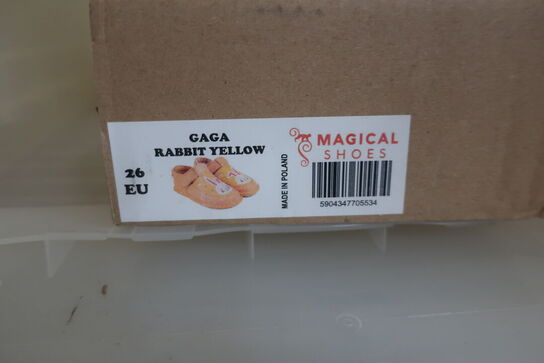 GAGA
RABBIT YELLOW
26
EU
MADE IN POLAND
MAGICAL
SHOES
5904347705534